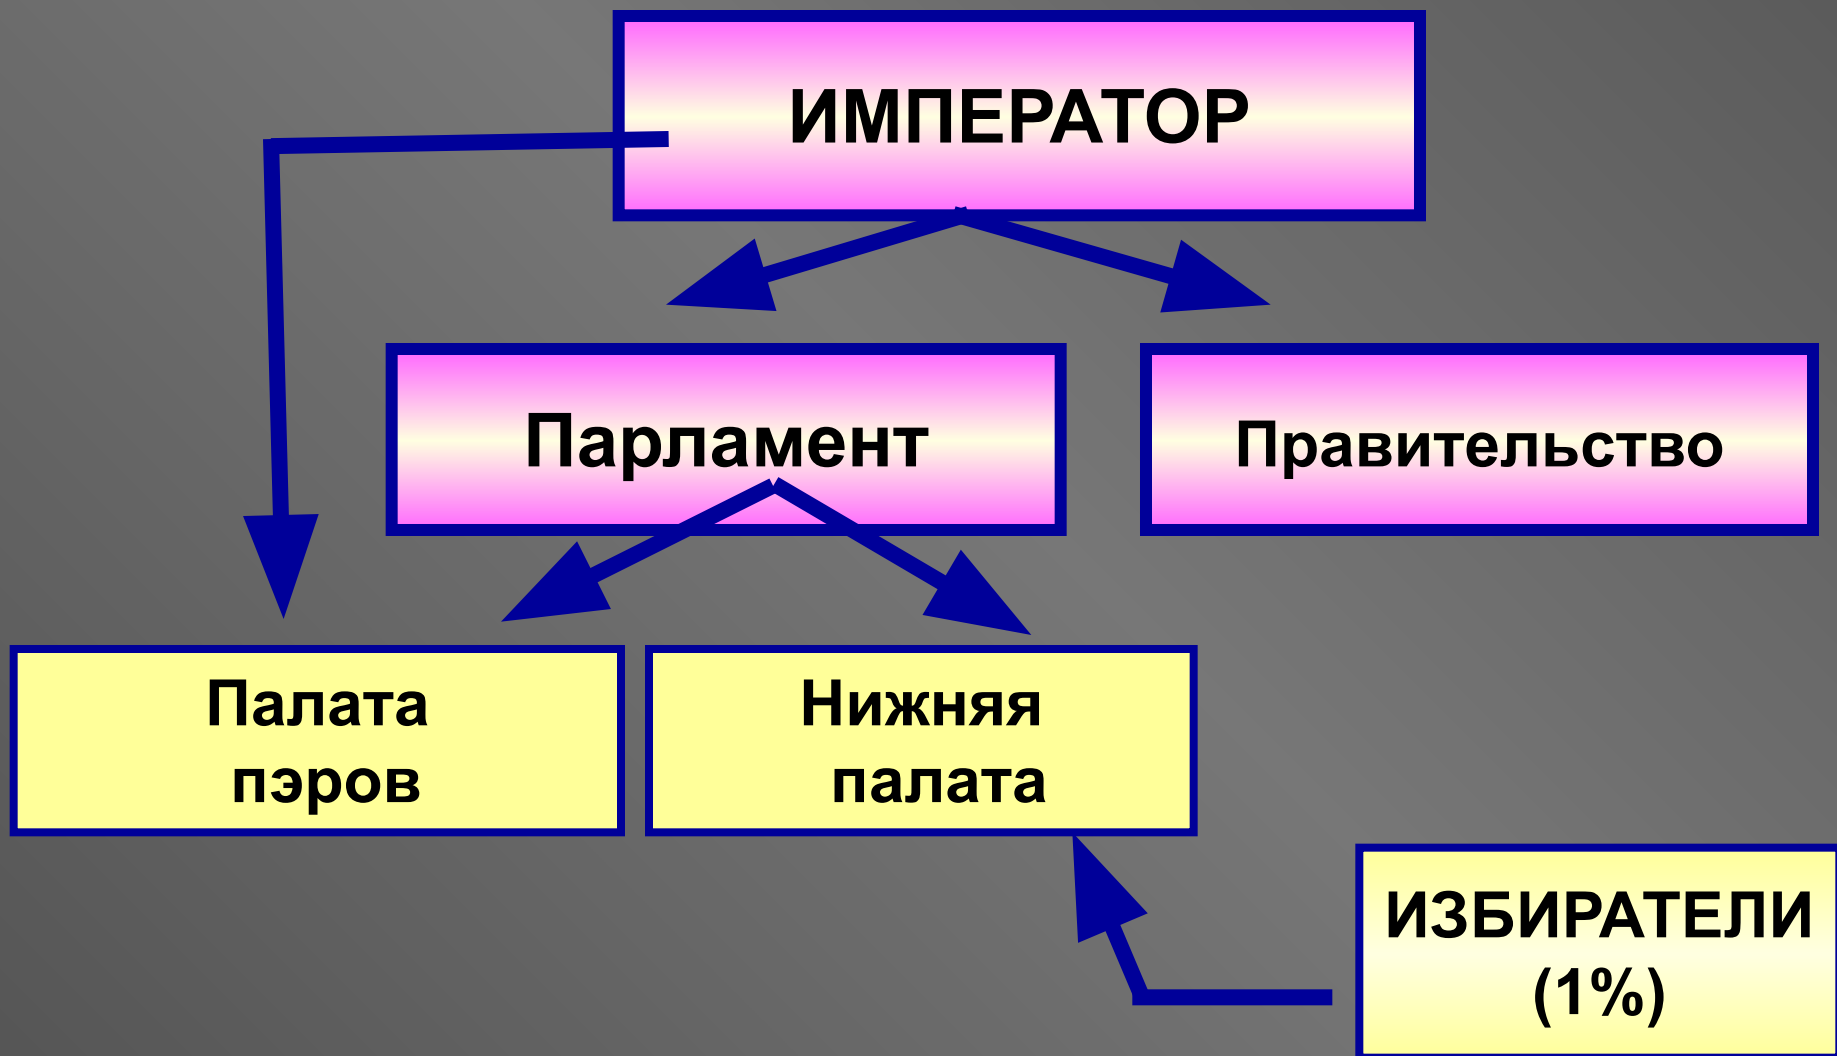 ИМПЕРАТОР
Парламент
Правительство
Палата
пэров
Нижняя
палата
ИЗБИРАТЕЛИ
(1%)